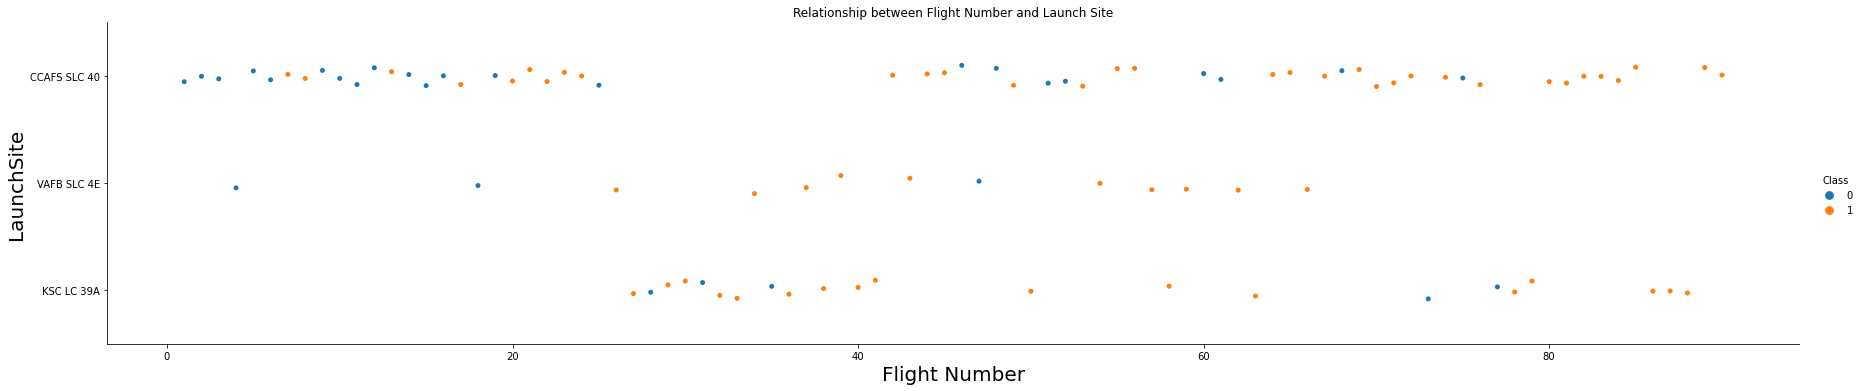 Relationship between Flight Number and Launch Site
LaunchSite
CCAFS SLC 40
VAFB SLC 4E
KSC LC 39A
0
20
40
60
80
Flight Number
Class
0
1